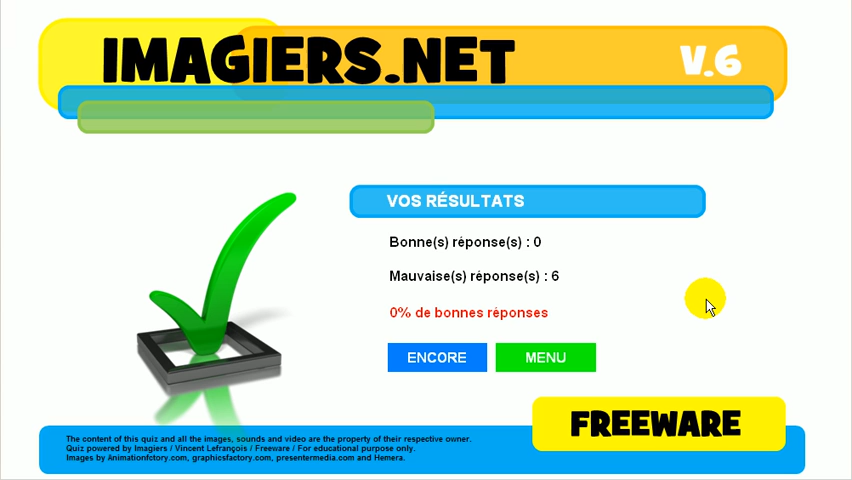 IMAGIERS.NET
V.6
VOS RÉSULTATS
Bonne(s) réponse(s) : 0
Mauvaise(s) réponse(s) : 6
0% de bonnes réponses
ENCORE
MENU
FREEWARE
The content of this quiz and all the images, sounds and video are the property of their respective owner.
Quiz powered by Imagiers / Vincent Lefrançois / Freeware / For educational purpose only.
Images by Animationfctory.com, graphicsfactory.com, presentermedia.com and Hemera.